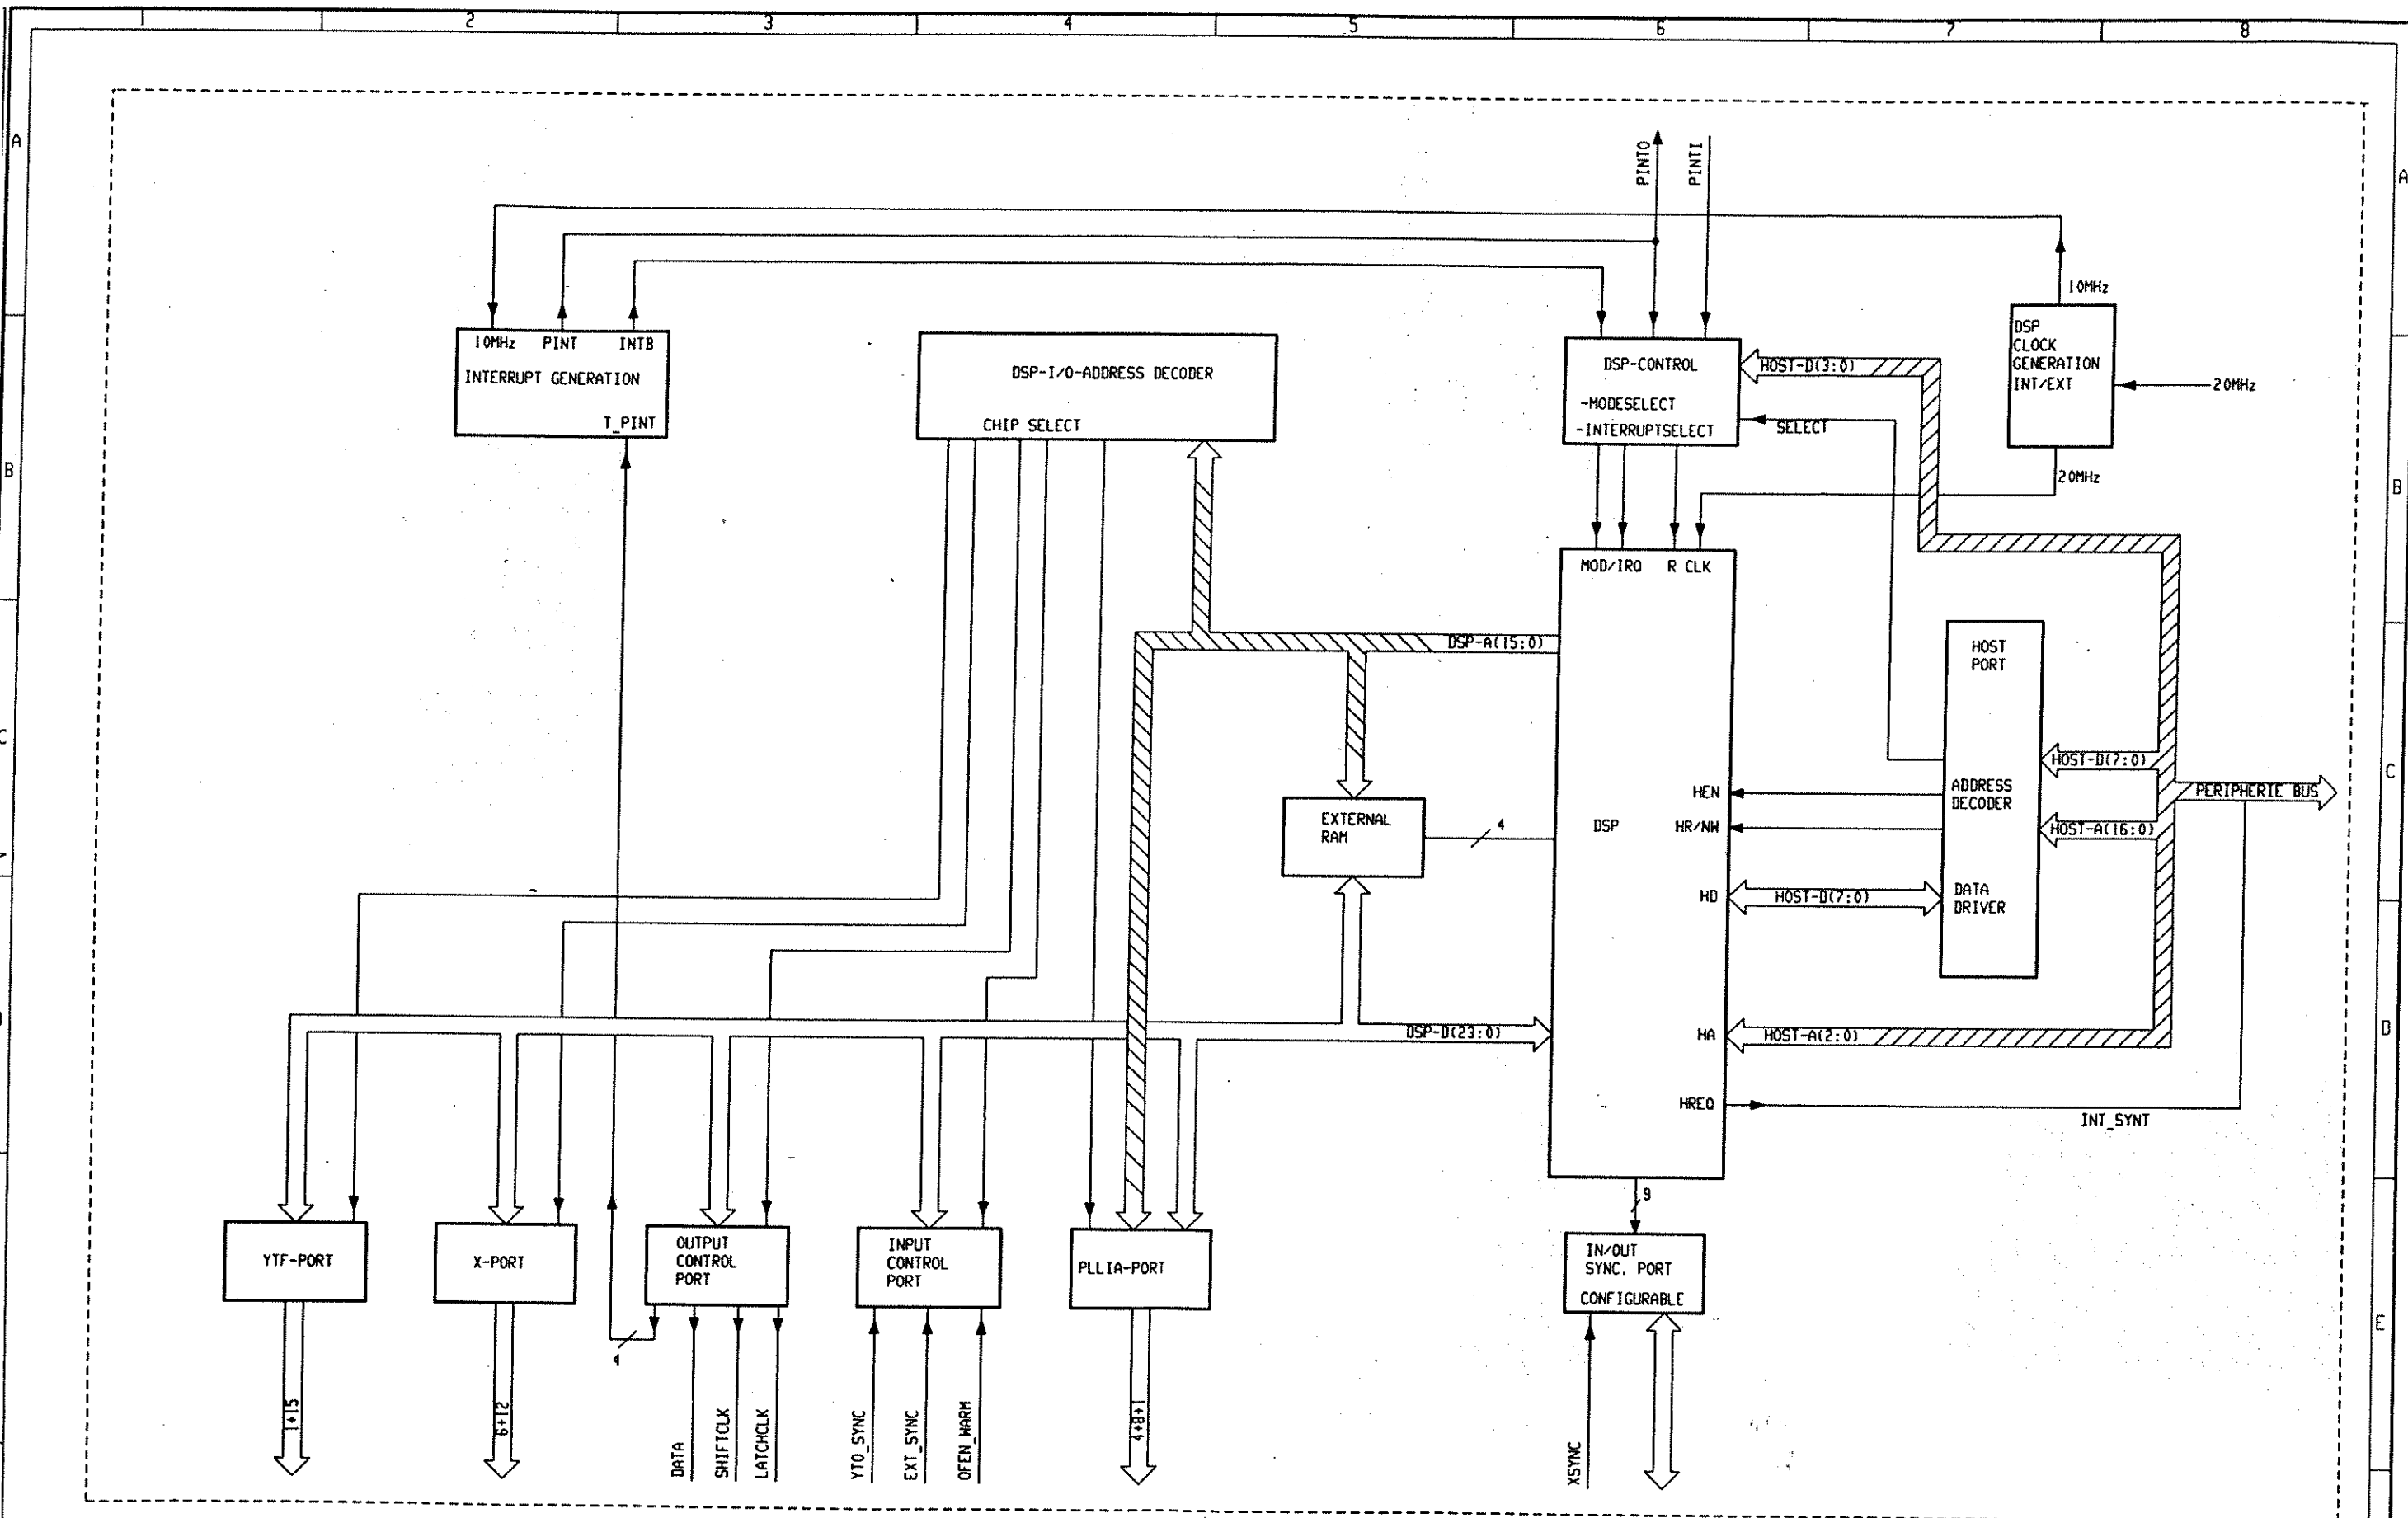 2
3
4
5
6
7
8
A
A
PINTO
PINTI
10MHz
10MHz PINT INTB
INTERRUPT GENERATION
T_PINT
DSP-I/O-ADDRESS DECODER
CHIP SELECT
DSP-CONTROL
-MODESELECT
-INTERRUPTSELECT
HOST-D(3:0)
SELECT
DSP
CLOCK
GENERATION
INT/EXT
20MHz
20MHz
B
B
MOD/IRQ R CLK
DSP-A(15:0)
HOST
PORT
C
C
HOST-D(7:0)
ADDRESS
DECODER
PERIPHERIE BUS
HEN
EXTERNAL
RAM
4
DSP
HR/NW
HOST-A(16:0)
HD
HOST-D(7:0)
DATA
DRIVER
DSP-D(23:0)
HA
HOST-A(2:0)
D
HREQ
INT_SYNT
9
YTF-PORT
X-PORT
OUTPUT
CONTROL
PORT
INPUT
CONTROL
PORT
PLLIA-PORT
IN/OUT
SYNC. PORT
CONFIGURABLE
E
4
1+15
6+12
DATA
SHIFTCLK
LATCHCLK
YTO_SYNC
EXT_SYNC
OFEN_WARM
4+8+1
XSYNC